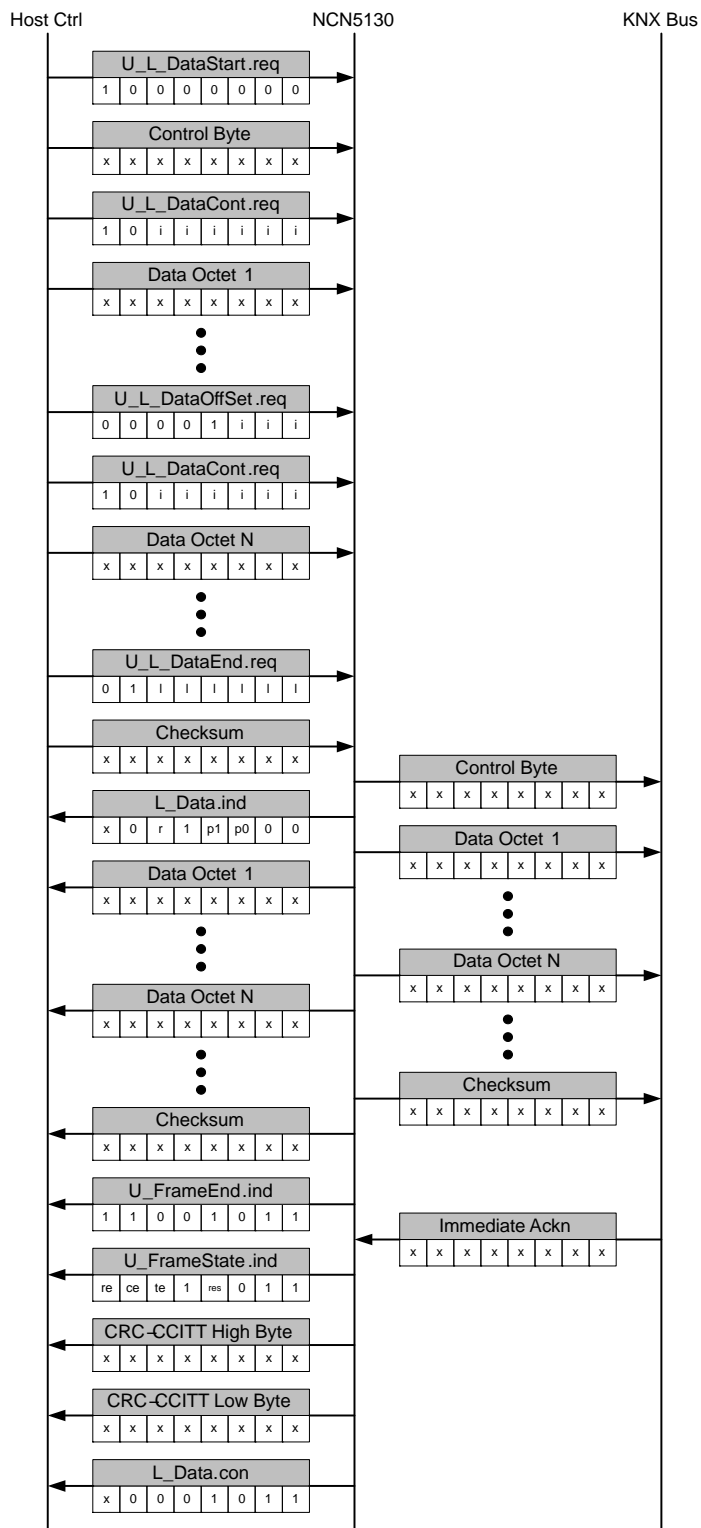 Host Ctrl NCN5130 KNX Bus
U_L_DataStart.req
1 0 0 0 0 0 0 0
Control Byte
x x x x x x x x
U_L_DataCont.req
1 0 i i i i i i
Data Octet 1
x x x x x x x x
U_L_DataOffSet.req
0 0 0 0 1 i i i
U_L_DataCont.req
1 0 i i i i i i
Data Octet N
x x x x x x x x
U_L_DataEnd.req
0 1 l l l l l l
Checksum
x x x x x x x x
Control Byte
x x x x x x x x
L_Data.ind
x 0 r 1 p1 p0 0 0
Data Octet 1
x x x x x x x x
Data Octet 1
x x x x x x x x
Data Octet N
x x x x x x x x
Data Octet N
x x x x x x x x
Checksum
x x x x x x x x
Checksum
x x x x x x x x
U_FrameEnd.ind
1 1 0 0 1 0 1 1
Immediate Ackn
x x x x x x x x
U_FrameState.ind
re ce te 1 res 0 1 1
CRC-CCITT High Byte
x x x x x x x x
CRC-CCITT Low Byte
x x x x x x x x
L_Data.con
x 0 0 0 1 0 1 1